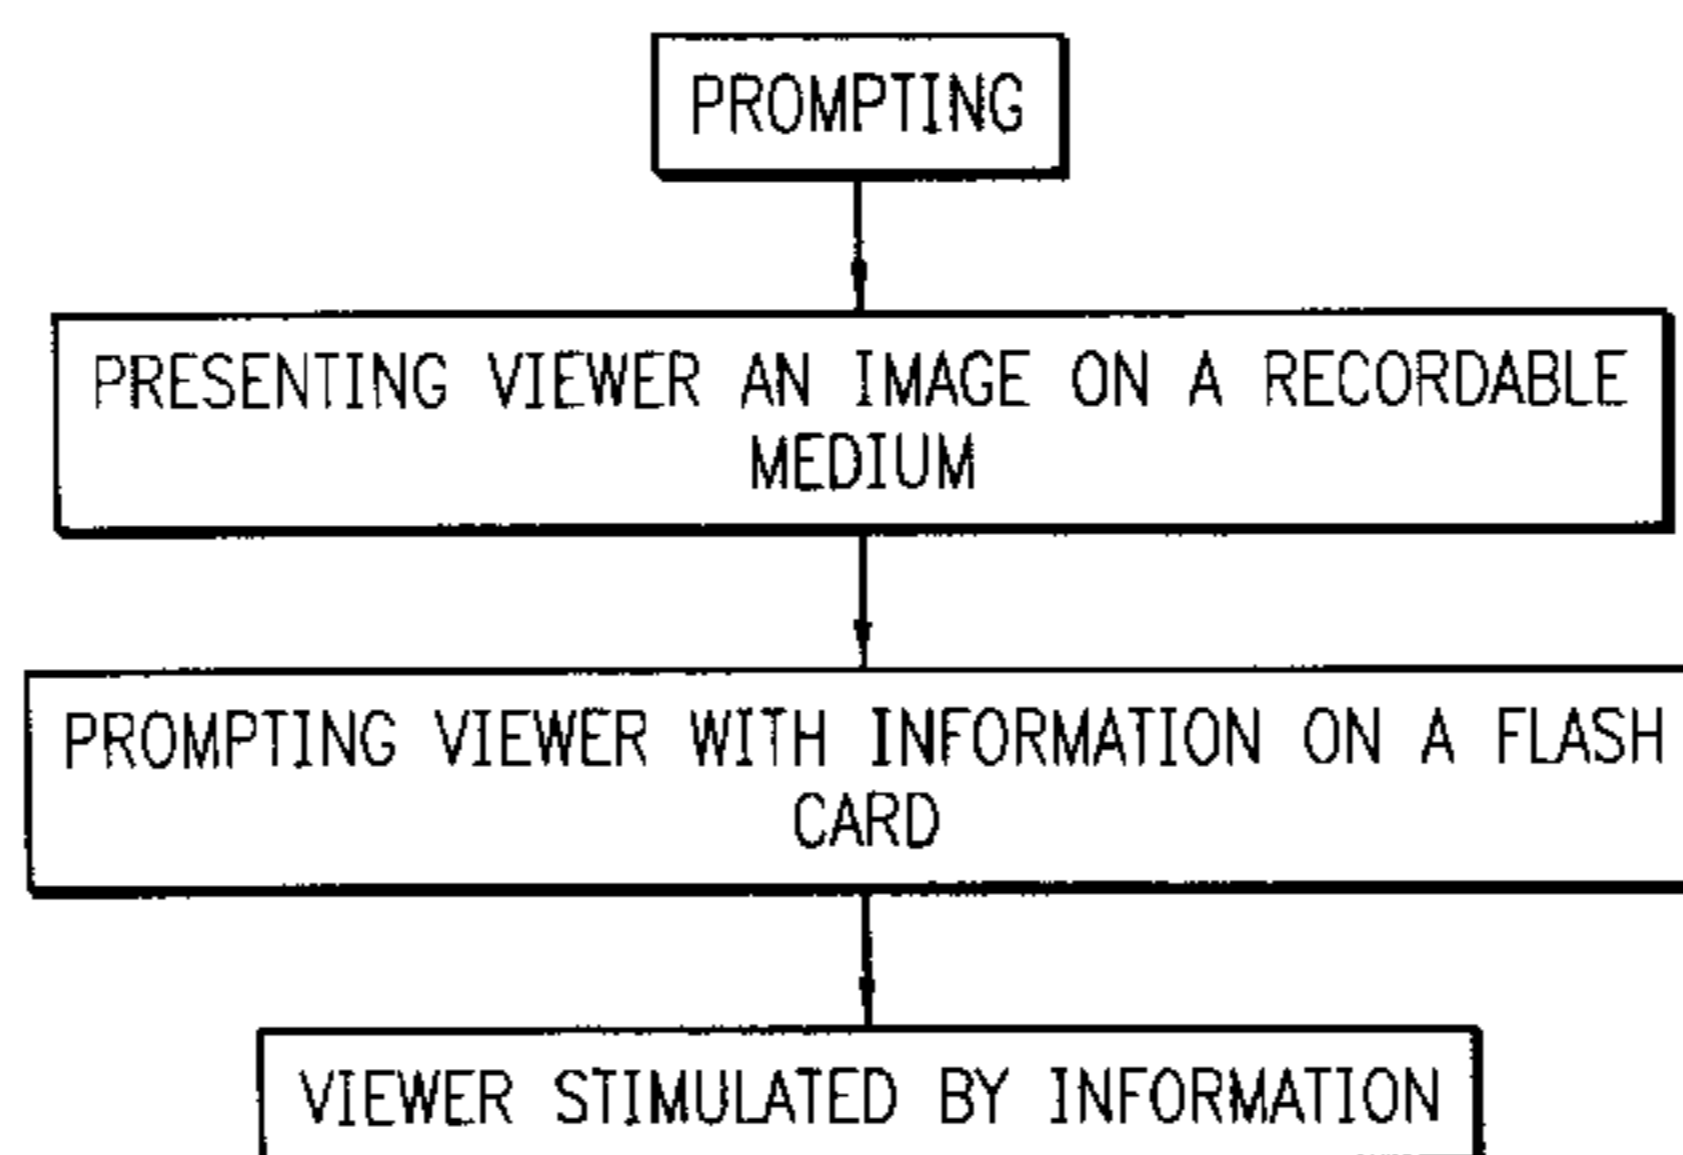 PROMPTING
PRESENTING VIEWER AN IMAGE ON A RECORDABLE
MEDIUM
PROMPTING VIEWER WITH INFORMATION ON A FLASH
CARD
VIEWER STIMULATED BY INFORMATION